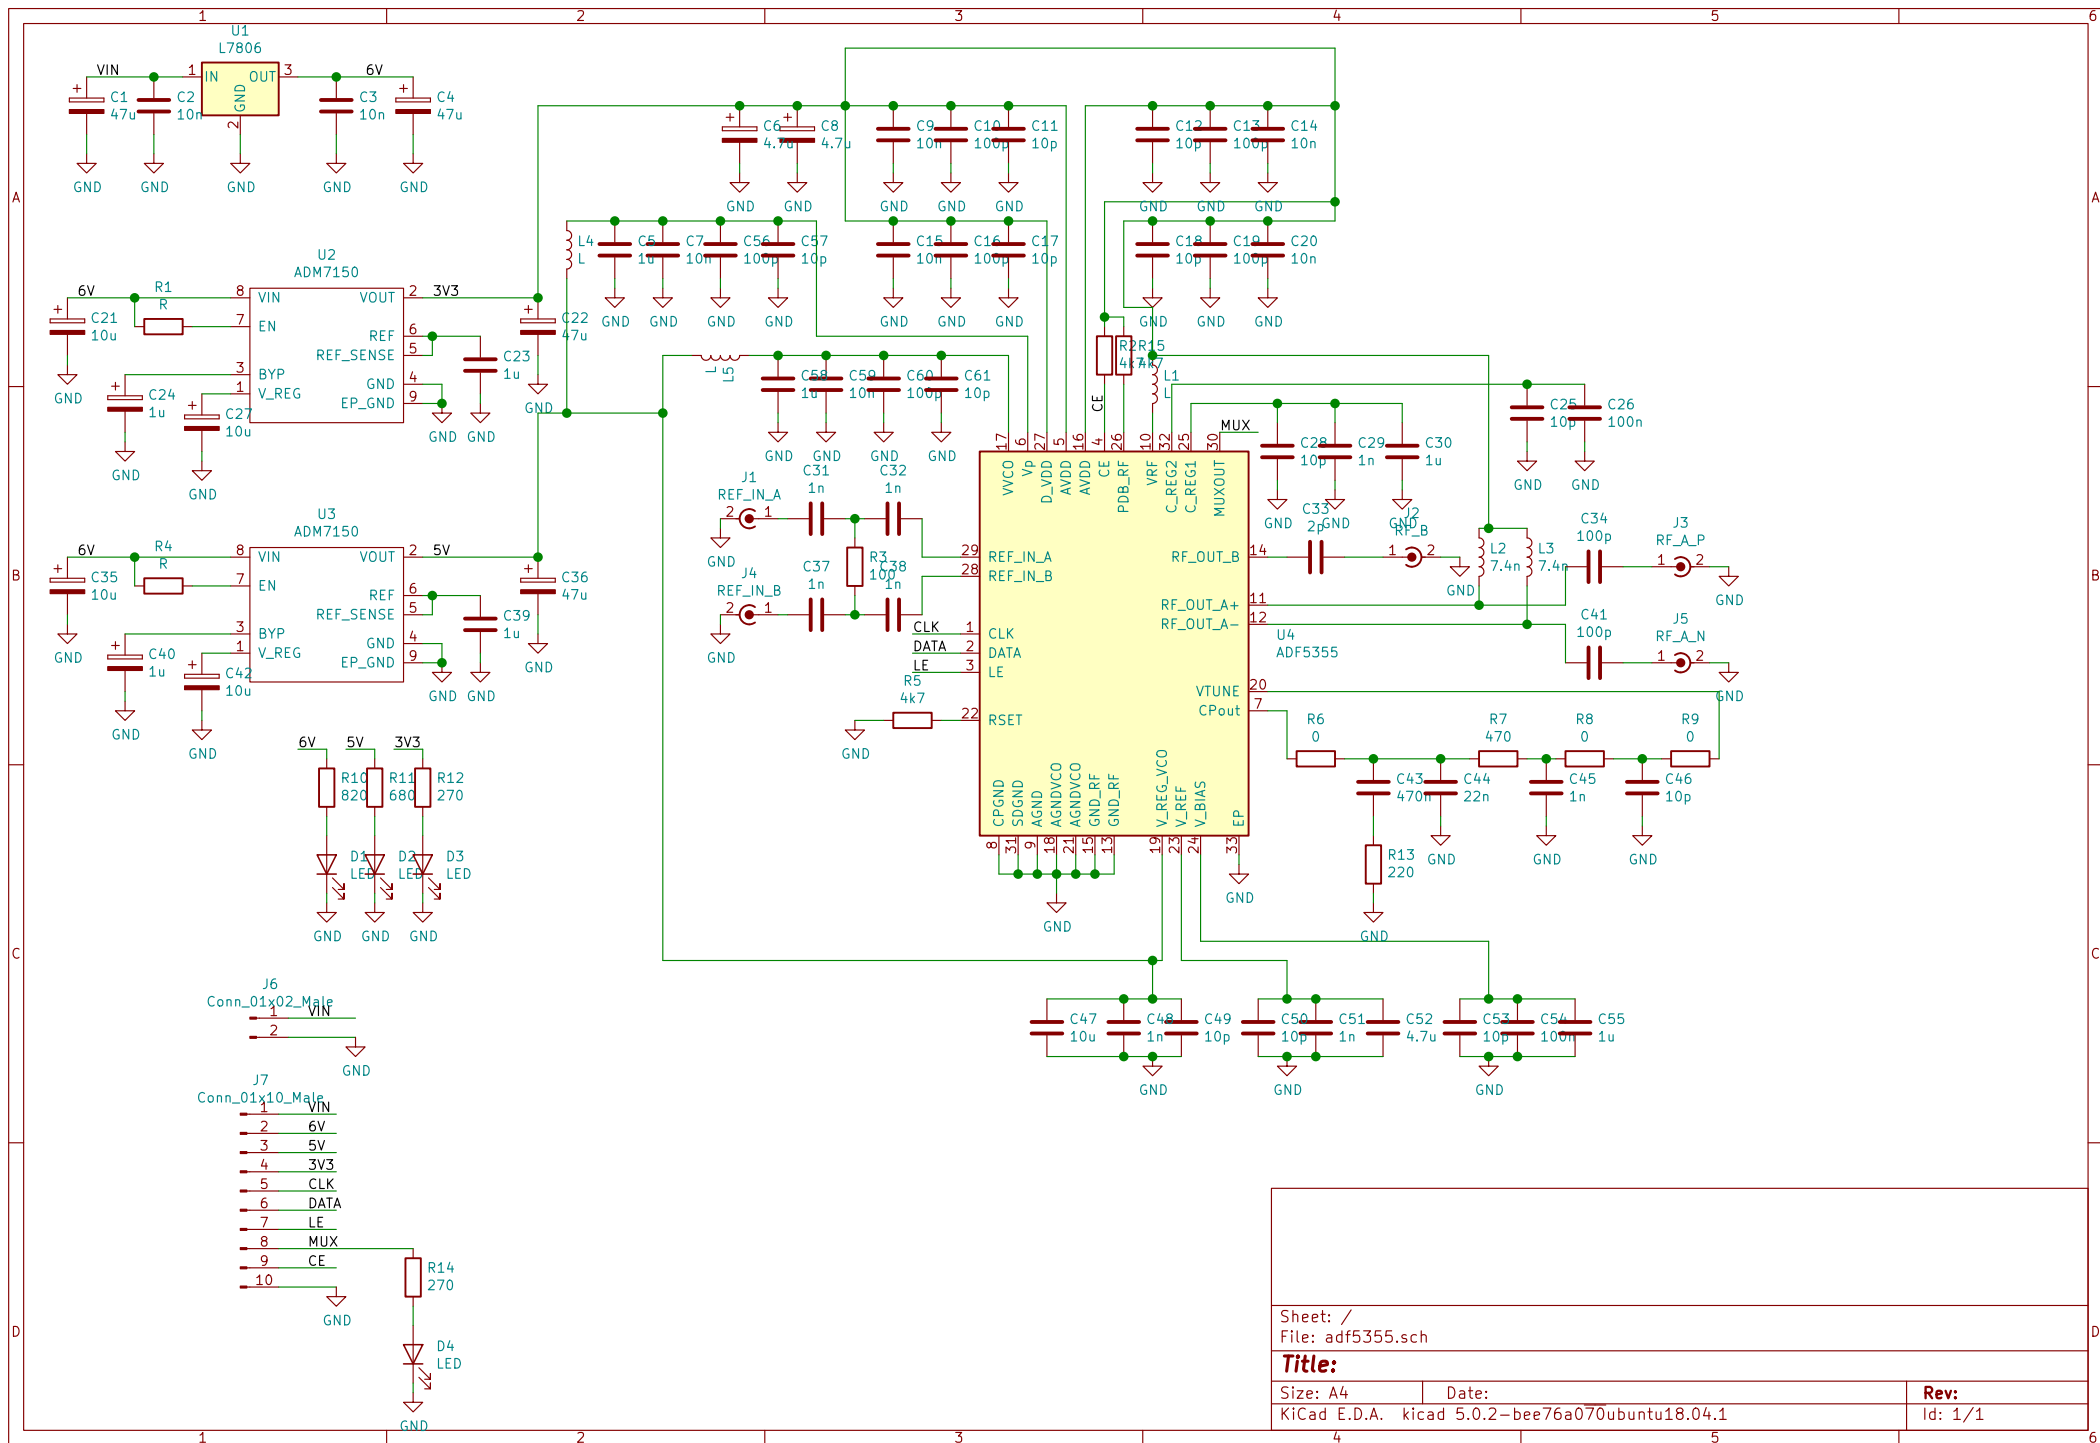 1 2 3 4 5 6
A
B
C
D
A
B
C
D
1 2 3 4 5 6
U1
L7806
VIN
1 IN OUT 3
GND
2
6V
C1
47u
C2
10n
C3
10n
C4
47u
GND GND GND GND GND
U2
ADM7150
6V
R1
R
8 VIN VOUT 2 3V3
7 EN
REF 6
REF_SENSE 5
3 BYP
GND 4
1 V_REG
EP_GND 9
C21
10u
C22
47u
C23
1u
C24
1u
C27
10u
GND GND GND GND GND GND
U3
ADM7150
6V
R4
R
8 VIN VOUT 2 5V
7 EN
REF 6
REF_SENSE 5
3 BYP
GND 4
1 V_REG
EP_GND 9
C35
10u
C36
47u
C39
1u
C40
1u
C42
10u
GND GND GND GND GND GND
6V 5V 3V3
R10
820
R11
680
R12
270
D1
LED
D2
LED
D3
LED
GND GND GND
J6
Conn_01x02_Male
1 VIN
2
GND
J7
Conn_01x10_Male
1 VIN
2 6V
3 5V
4 3V3
5 CLK
6 DATA
7 LE
8 MUX
9 CE
10
GND
R14
270
D4
LED
GND
C6
4.7u
C8
4.7u
C9
10n
C10
100p
C11
10p
C12
10p
C13
100p
C14
10n
GND GND GND GND GND GND GND GND
L4
L
C5
1u
C7
10n
C56
100p
C57
10p
C15
10n
C16
100p
C17
10p
C18
10p
C19
100p
C20
10n
GND GND GND GND GND GND GND GND GND GND
L
L5
C58
1u
C59
10n
C60
100p
C61
10p
GND GND GND GND
R2
4k7
R15
4k7
CE
L1
L
MUX
C25
10p
C26
100n
GND GND
C28
10p
C29
1n
C30
1u
GND GND GND
J1
REF_IN_A
2 1
GND
C31
1n
C32
1n
R3
100
J4
REF_IN_B
2 1
GND
C37
1n
C38
1n
CLK
DATA
LE
R5
4k7
GND
17 VVCO
6 Vp
27 D_VDD
5 AVDD
16 AVDD
4 CE
26 PDB_RF
10 VRF
32 C_REG2
25 C_REG1
30 MUXOUT
29 REF_IN_A
28 REF_IN_B
1 CLK
2 DATA
3 LE
22 RSET
RF_OUT_B 14
RF_OUT_A+ 11
RF_OUT_A− 12
VTUNE 20
CPout 7
U4
ADF5355
8 CPGND
31 SDGND
9 AGND
18 AGNDVCO
21 AGNDVCO
15 GND_RF
13 GND_RF
19 V_REG_VCO
23 V_REF
24 V_BIAS
33 EP
GND GND
C33
2p
J2
RF_B
1 2
GND
L2
7.4n
L3
7.4n
C34
100p
J3
RF_A_P
1 2
GND
C41
100p
J5
RF_A_N
1 2
GND
R6
0
R7
470
R8
0
R9
0
C43
470n
C44
22n
C45
1n
C46
10p
GND GND GND
R13
220
GND
C47
10u
C48
1n
C49
10p
C50
10p
C51
1n
C52
4.7u
C53
10p
C54
100n
C55
1u
GND GND GND
Sheet: /
File: adf5355.sch
Title:
Size: A4 Date: Rev:
KiCad E.D.A. kicad 5.0.2−bee76a070ubuntu18.04.1 Id: 1/1